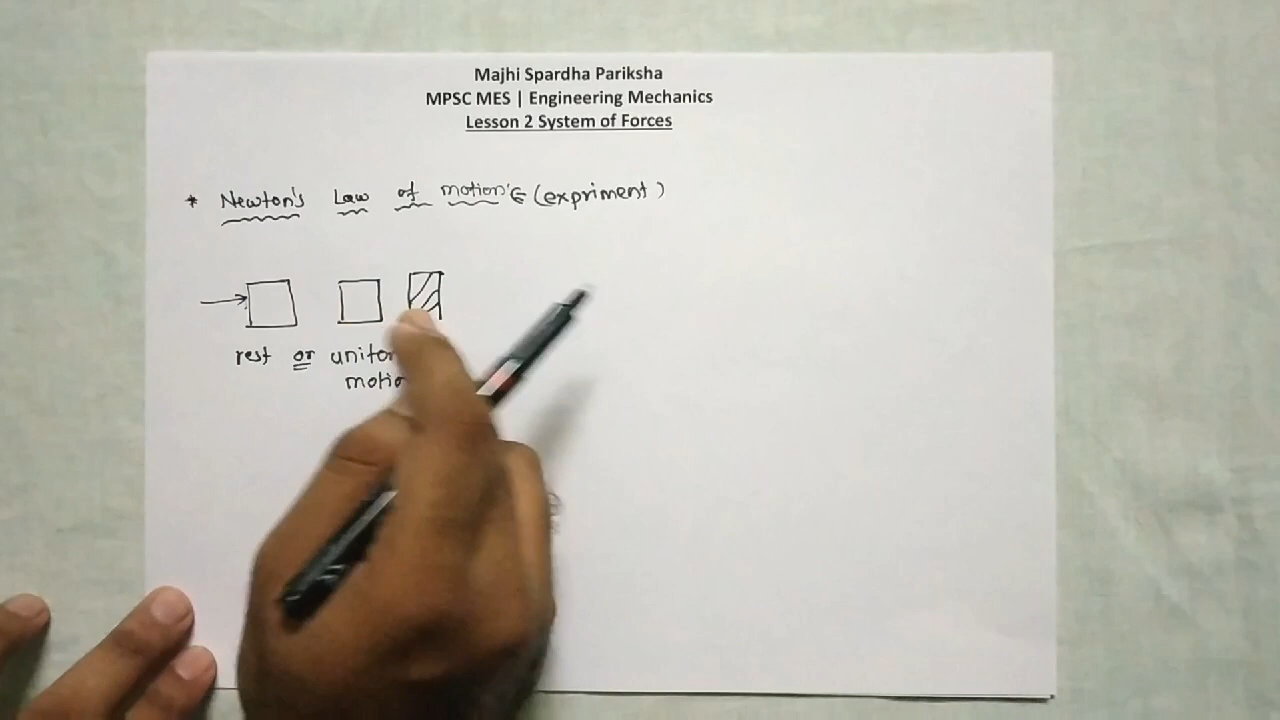 Majhi Spardha Pariksha
MPSC MES | Engineering Mechanics
Lesson 2 System of Forces
* Newton's Law of motion's (expriment)
rest or